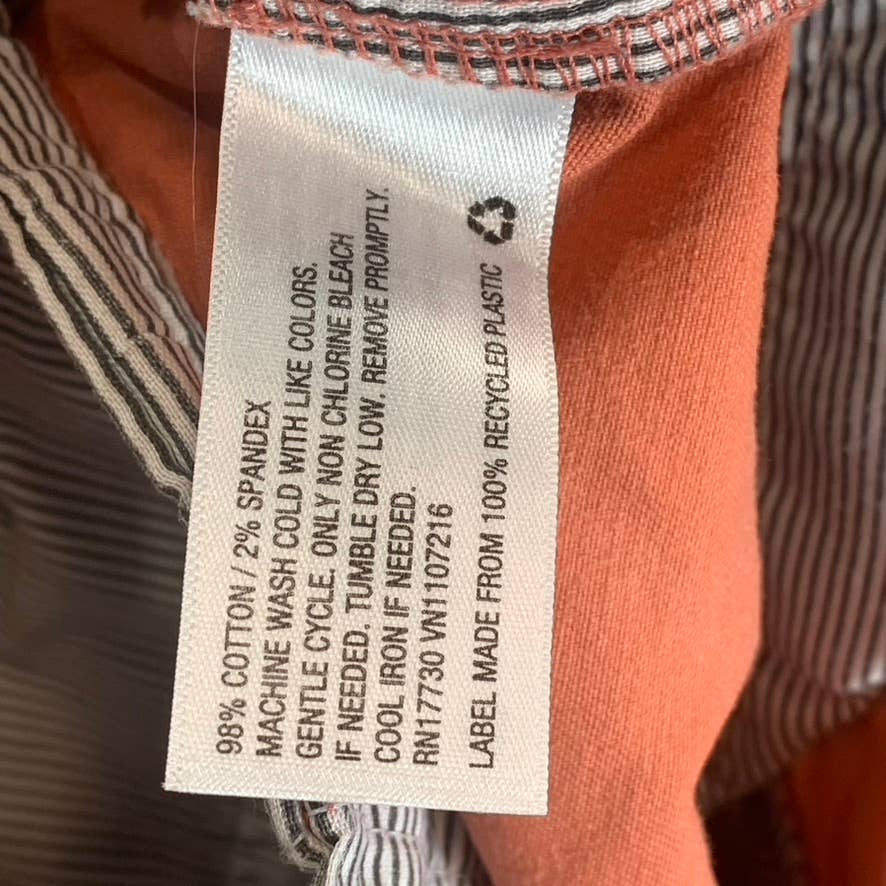 98% COTTON / 2% SPANDEX
MACHINE WASH COLD WITH LIKE COLORS.
GENTLE CYCLE. ONLY NON CHLORINE BLEACH
IF NEEDED. TUMBLE DRY LOW. REMOVE PROMPTLY.
COOL IRON IF NEEDED.
RN17730 VN1107216
LABEL MADE FROM 100% RECYCLED PLASTIC